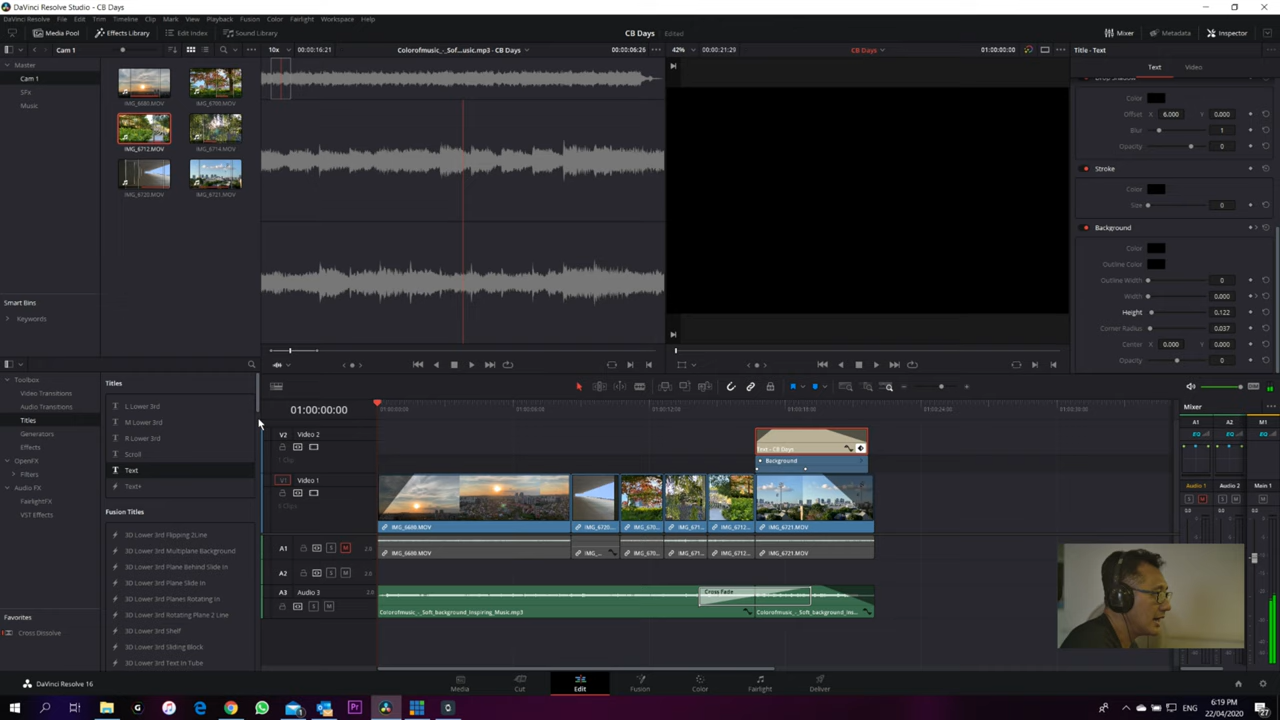 DaVinci Resolve Studio - CB Days
DaVinci Resolve File Edit Trim Timeline Clip Mark View Playback Fusion Color Fairlight Workspace Help
Media Pool Effects Library Edit Index Sound Library CB Days Edited Mixer Metadata Inspector
Cam 1 10x 00:00:16:21 Colorofmusic_-_Sof...usic.mp3 - CB Days 00:00:06:26 42% 00:00:21:29 CB Days 01:00:00:00 Title - Text
Master
Cam 1
SFx
Music
IMG_6680.MOV IMG_6700.MOV
IMG_6712.MOV IMG_6714.MOV
IMG_6720.MOV IMG_6721.MOV
Smart Bins
Keywords
Text Video
Drop Shadow
Color
Offset X 6.000 Y 0.000
Blur 1
Opacity 0
Stroke
Color
Size 0
Background
Color
Outline Color
Outline Width 0
Width 0.000
Height 0.122
Corner Radius 0.037
Center X 0.000 Y 0.000
Opacity 0
Toolbox
Video Transitions
Audio Transitions
Titles
Generators
Effects
OpenFX
Filters
Audio FX
FairlightFX
VST Effects
Favorites
Cross Dissolve
Titles
L Lower 3rd
M Lower 3rd
R Lower 3rd
Scroll
Text
Text+
Fusion Titles
3D Lower 3rd Flipping 2Line
3D Lower 3rd Multiplane Background
3D Lower 3rd Plane Behind Slide In
3D Lower 3rd Plane Slide In
3D Lower 3rd Planes Rotating In
3D Lower 3rd Rotating Plane 2 Line
3D Lower 3rd Shelf
3D Lower 3rd Sliding Block
3D Lower 3rd Text In Tube
01:00:00:00
V2 Video 2
1 Clip
Text - CB Days
Background
V1 Video 1
IMG_6680.MOV IMG_6720... IMG_670... IMG_671... IMG_6712... IMG_6721.MOV
A1 2.0
IMG_6680.MOV IMG_... IMG_670... IMG_671... IMG_6712... IMG_6721.MOV
A2 2.0
A3 Audio 3 2.0
Cross Fade
Colorofmusic_-_Soft_background_Inspiring_Music.mp3 Colorofmusic_-_Soft_background_Ins...
Mixer
A1 A2 M1
EQ EQ EQ
Audio 1 Audio 2 Main 1
DaVinci Resolve 16
Media Cut Edit Fusion Color Fairlight Deliver
6:19 PM
ENG
22/04/2020
27